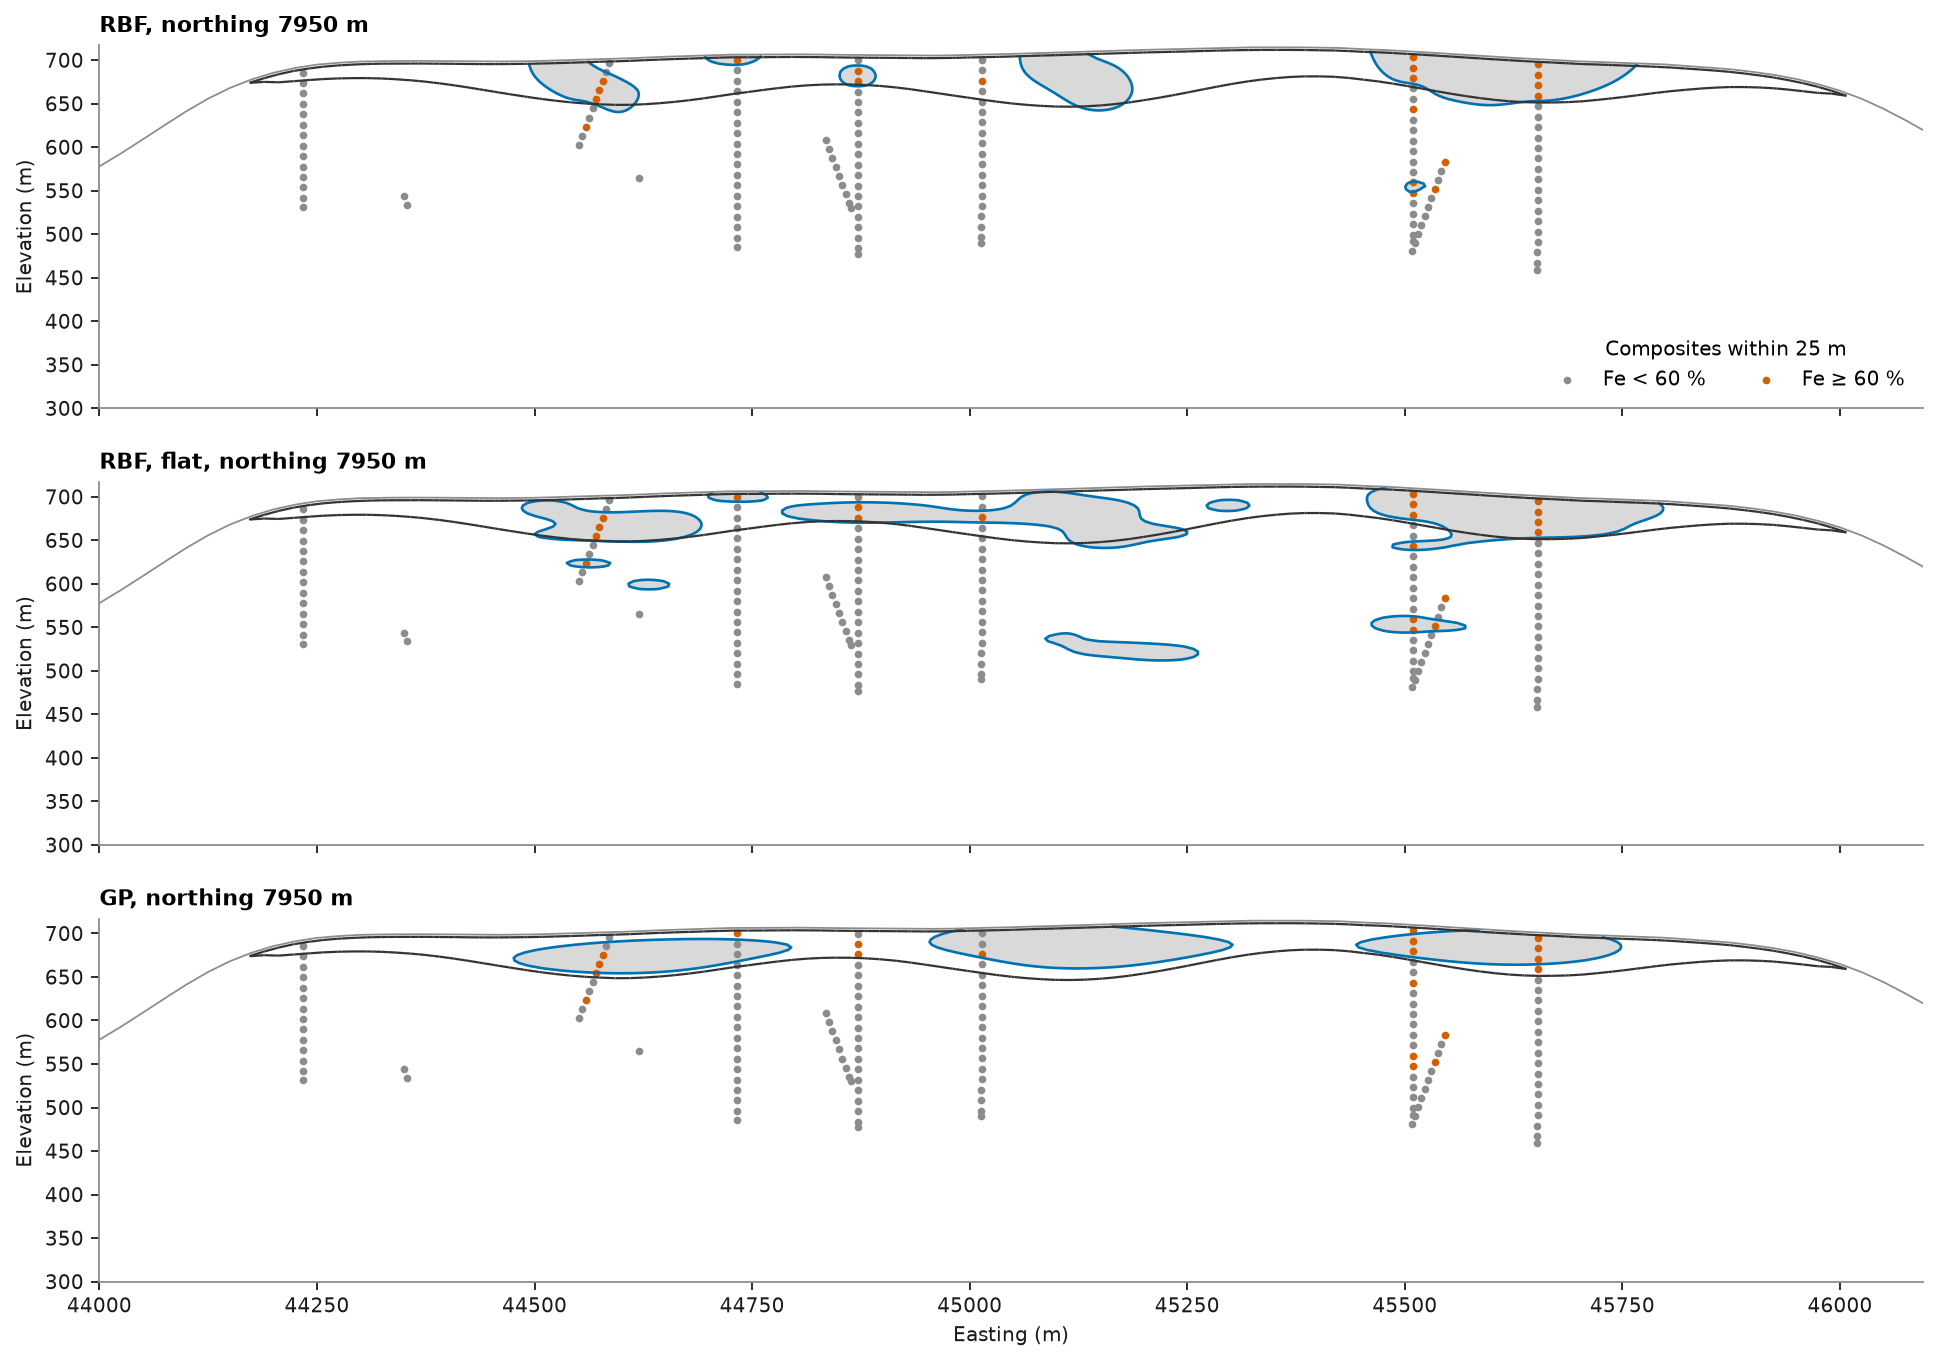 RBF, northing 7950 m
700
650
600
550
500
450
400
350
300
Elevation (m)
Composites within 25 m
Fe < 60 %
Fe ≥ 60 %
RBF, flat, northing 7950 m
700
650
600
550
500
450
400
350
300
Elevation (m)
GP, northing 7950 m
700
650
600
550
500
450
400
350
300
Elevation (m)
44000 44250 44500 44750 45000 45250 45500 45750 46000
Easting (m)